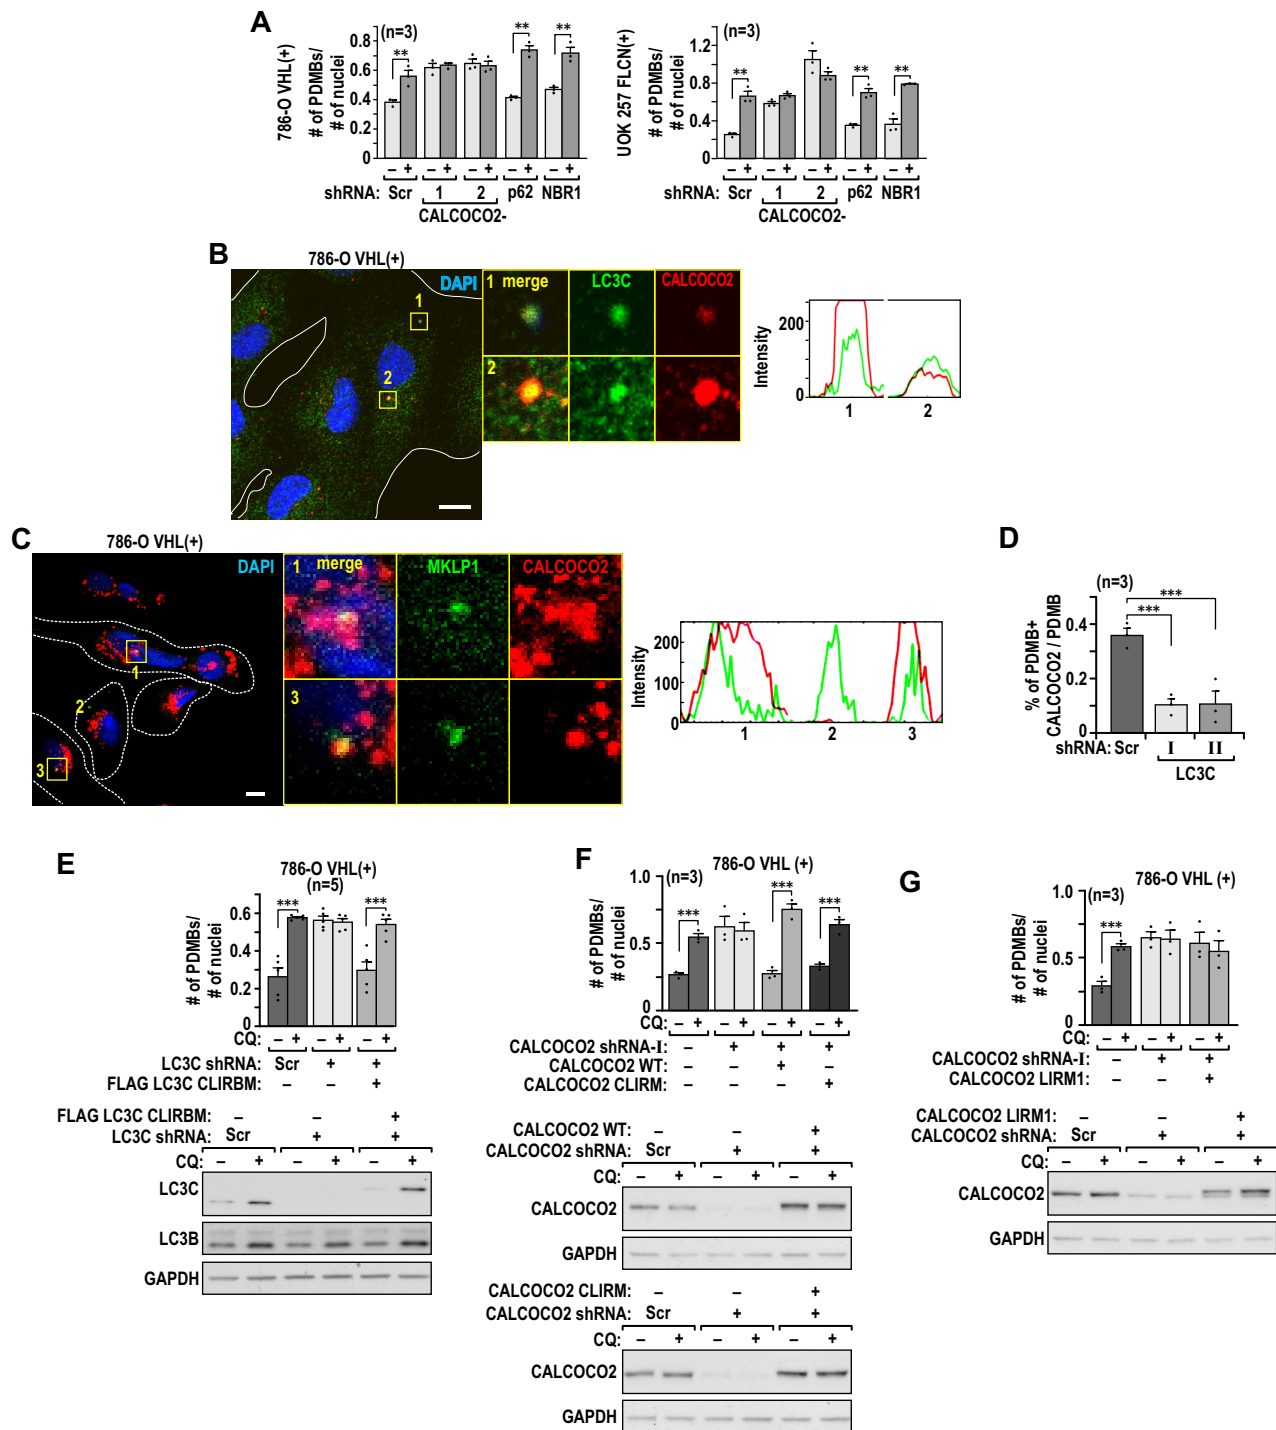 A
786-O VHL(+)
# of PDMBs/
# of nuclei
(n=3)
0.8
0.6
0.4
0.2
0
** ** **
– + – + – + – + – +
shRNA: Scr 1 2 p62 NBR1
CALCOCO2-
UOK 257 FLCN(+)
# of PDMBs/
# of nuclei
(n=3)
1.2
0.8
0.4
0
** ** **
– + – + – + – + – +
shRNA: Scr 1 2 p62 NBR1
CALCOCO2-
B
786-O VHL(+)
DAPI
1
2
1 merge LC3C CALCOCO2
2
Intensity
200
0
1 2
C
786-O VHL(+)
DAPI
1
2
3
1 merge MKLP1 CALCOCO2
3
Intensity
250
200
100
0
1 2 3
D
(n=3)
% of PDMB+
CALCOCO2 / PDMB
0.4
0.2
0
***
***
shRNA: Scr I II
LC3C
E
786-O VHL(+)
(n=5)
# of PDMBs/
# of nuclei
0.6
0.4
0.2
0
*** ***
CQ: – + – + – +
LC3C shRNA: Scr + +
FLAG LC3C CLIRBM: – – +
FLAG LC3C CLIRBM: – – +
LC3C shRNA: Scr + +
CQ: – + – + – +
LC3C
LC3B
GAPDH
F
786-O VHL (+)
(n=3)
# of PDMBs/
# of nuclei
1.0
0.5
0
*** *** ***
CQ: – + – + – + – +
CALCOCO2 shRNA-I: – + + +
CALCOCO2 WT: – – + –
CALCOCO2 CLIRM: – – – +
CALCOCO2 WT: – – +
CALCOCO2 shRNA: Scr + +
CQ: – + – + – +
CALCOCO2
GAPDH
CALCOCO2 CLIRM: – – +
CALCOCO2 shRNA: Scr + +
CQ: – + – + – +
CALCOCO2
GAPDH
G
786-O VHL (+)
(n=3)
# of PDMBs/
# of nuclei
1.0
0.5
0
***
CQ: – + – + – +
CALCOCO2 shRNA-I: – + +
CALCOCO2 LIRM1: – – +
CALCOCO2 LIRM1: – – +
CALCOCO2 shRNA: Scr + +
CQ: – + – + – +
CALCOCO2
GAPDH